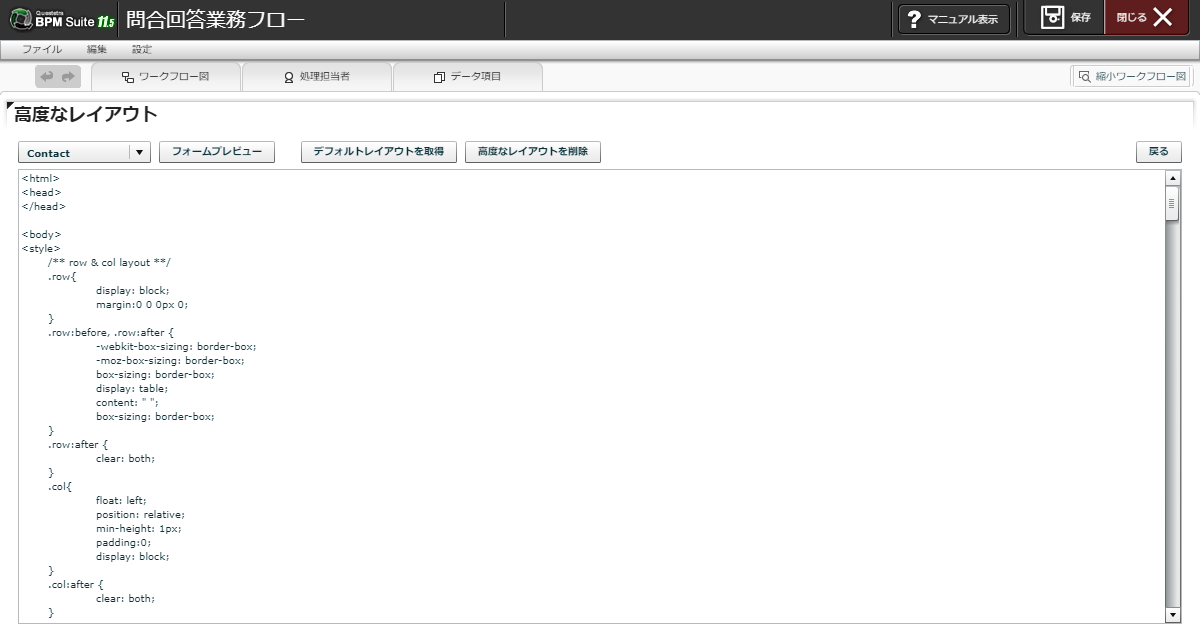 Questetra
BPM Suite 11.5 問合回答業務フロー ? マニュアル表示 保存 閉じる
ファイル 編集 設定
ワークフロー図 処理担当者 データ項目 縮小ワークフロー図
高度なレイアウト
Contact フォームプレビュー デフォルトレイアウトを取得 高度なレイアウトを削除 戻る
<html>
<head>
</head>
<body>
<style>
/** row & col layout **/
.row{
display: block;
margin:0 0 0px 0;
}
.row:before, .row:after {
-webkit-box-sizing: border-box;
-moz-box-sizing: border-box;
box-sizing: border-box;
display: table;
content: " ";
box-sizing: border-box;
}
.row:after {
clear: both;
}
.col{
float: left;
position: relative;
min-height: 1px;
padding:0;
display: block;
}
.col:after {
clear: both;
}